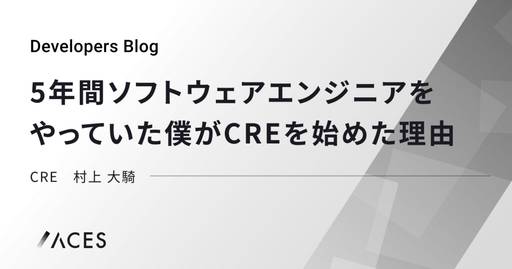 Developers Blog
5年間ソフトウェアエンジニアを
やっていた僕がCREを始めた理由
CRE 村上 大騎
ACES